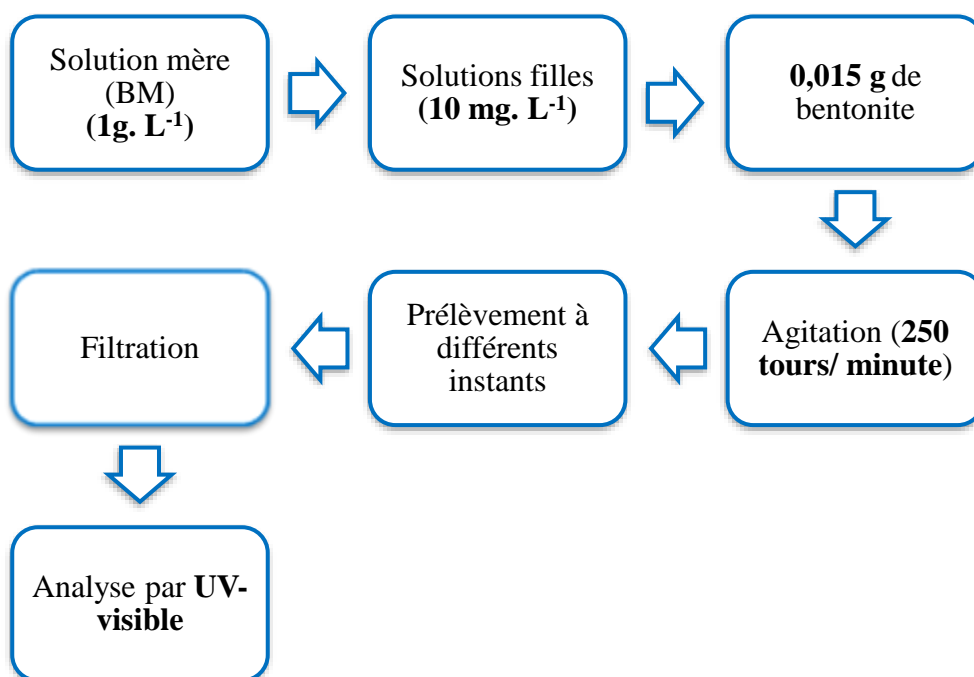 Solution mère
(BM)
(1g. L-1)
Solutions filles
(10 mg. L-1)
0,015 g de
bentonite
Agitation (250
tours/ minute)
Prélèvement à
différents
instants
Filtration
Analyse par UV-
visible